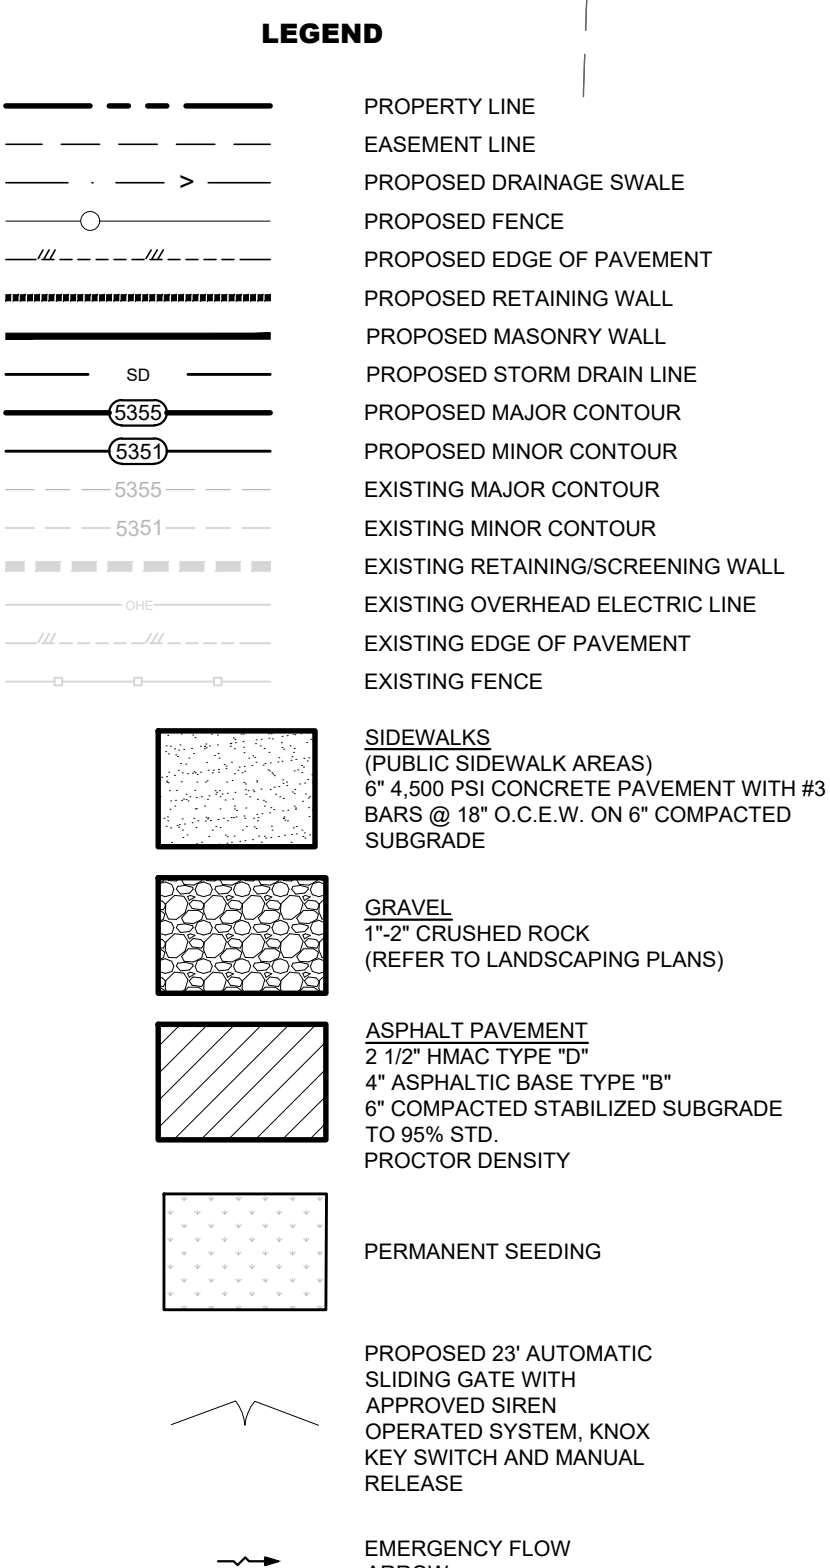 LEGEND
PROPERTY LINE
EASEMENT LINE
> PROPOSED DRAINAGE SWALE
PROPOSED FENCE
PROPOSED EDGE OF PAVEMENT
PROPOSED RETAINING WALL
PROPOSED MASONRY WALL
SD PROPOSED STORM DRAIN LINE
5355 PROPOSED MAJOR CONTOUR
5351 PROPOSED MINOR CONTOUR
5355 EXISTING MAJOR CONTOUR
5351 EXISTING MINOR CONTOUR
EXISTING RETAINING/SCREENING WALL
OHE EXISTING OVERHEAD ELECTRIC LINE
EXISTING EDGE OF PAVEMENT
EXISTING FENCE
SIDEWALKS
(PUBLIC SIDEWALK AREAS)
6" 4,500 PSI CONCRETE PAVEMENT WITH #3
BARS @ 18" O.C.E.W. ON 6" COMPACTED
SUBGRADE
GRAVEL
1"-2" CRUSHED ROCK
(REFER TO LANDSCAPING PLANS)
ASPHALT PAVEMENT
2 1/2" HMAC TYPE "D"
4" ASPHALTIC BASE TYPE "B"
6" COMPACTED STABILIZED SUBGRADE
TO 95% STD.
PROCTOR DENSITY
PERMANENT SEEDING
PROPOSED 23' AUTOMATIC
SLIDING GATE WITH
APPROVED SIREN
OPERATED SYSTEM, KNOX
KEY SWITCH AND MANUAL
RELEASE
EMERGENCY FLOW